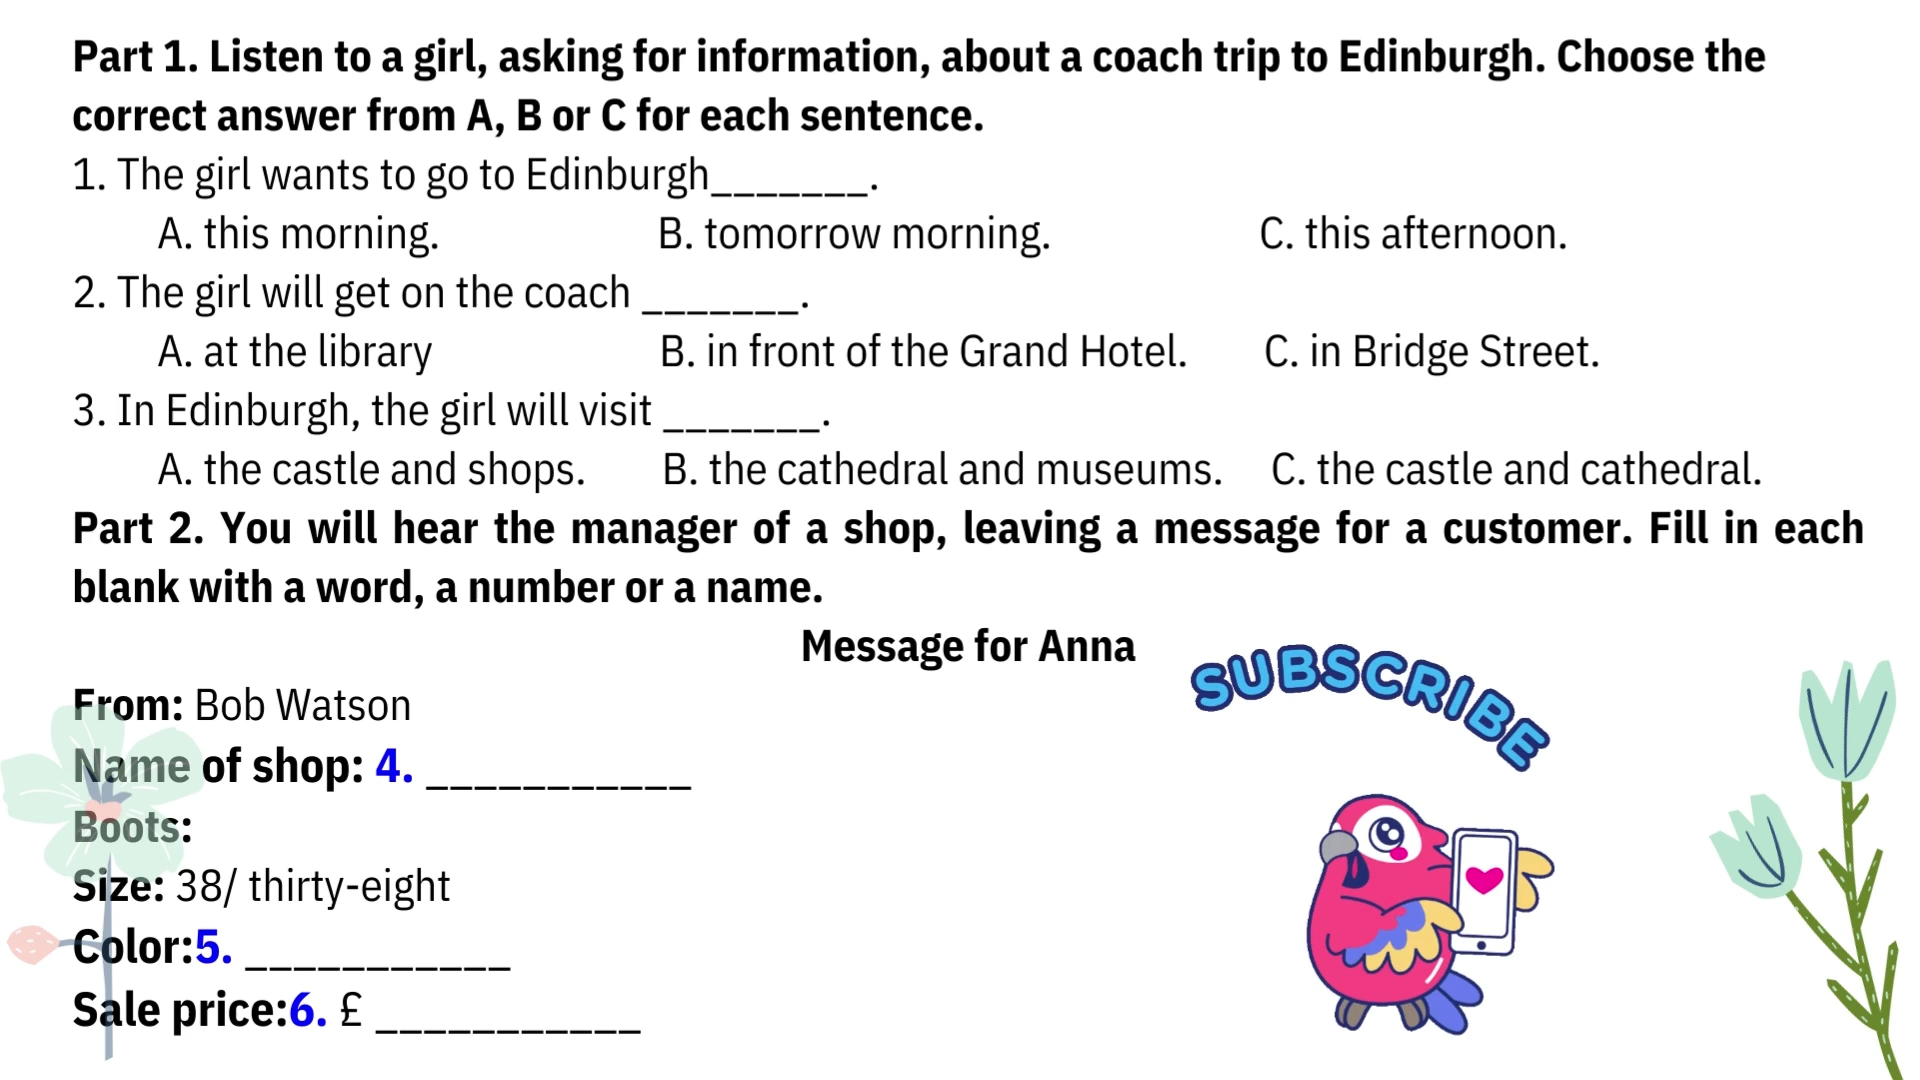 Part 1. Listen to a girl, asking for information, about a coach trip to Edinburgh. Choose the
correct answer from A, B or C for each sentence.
1. The girl wants to go to Edinburgh_______.
A. this morning. B. tomorrow morning. C. this afternoon.
2. The girl will get on the coach _______.
A. at the library B. in front of the Grand Hotel. C. in Bridge Street.
3. In Edinburgh, the girl will visit _______.
A. the castle and shops. B. the cathedral and museums. C. the castle and cathedral.
Part 2. You will hear the manager of a shop, leaving a message for a customer. Fill in each
blank with a word, a number or a name.
Message for Anna
SUBSCRIBE
From: Bob Watson
Name of shop: 4. ___________
Boots:
Size: 38/ thirty-eight
Color:5. ___________
Sale price:6. £ ___________